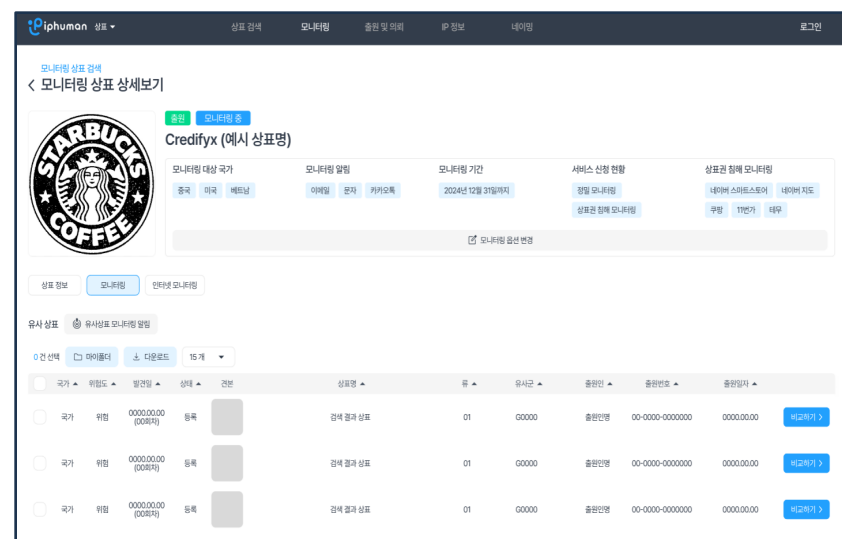 iphuman 상표 상표 검색 모니터링 출원 및 의뢰 IP 정보 네이밍 로그인
모니터링 상표 검색
모니터링 상표 상세보기
STARBUCKS
COFFEE
출원 모니터링 중
Credifyx (예시 상표명)
모니터링 대상 국가 모니터링 알림 모니터링 기간 서비스 신청 현황 상표권 침해 모니터링
중국 미국 베트남 이메일 문자 카카오톡 2024년 12월 31일까지 정밀 모니터링 네이버 스마트스토어 네이버 지도
상표권 침해 모니터링 쿠팡 11번가 테무
모니터링 옵션 변경
상표 정보 모니터링 인터넷 모니터링
유사 상표 유사상표 모니터링 알림
0건 선택 마이폴더 다운로드 15 개
국가 위험도 발견일 상태 견본 상표명 류 유사군 출원인 출원번호 출원일자
국가 위험 0000.00.00 (00회차) 등록 검색 결과 상표 01 G0000 출원인명 00-0000-0000000 0000.00.00 비교하기
국가 위험 0000.00.00 (00회차) 등록 검색 결과 상표 01 G0000 출원인명 00-0000-0000000 0000.00.00 비교하기
국가 위험 0000.00.00 (00회차) 등록 검색 결과 상표 01 G0000 출원인명 00-0000-0000000 0000.00.00 비교하기